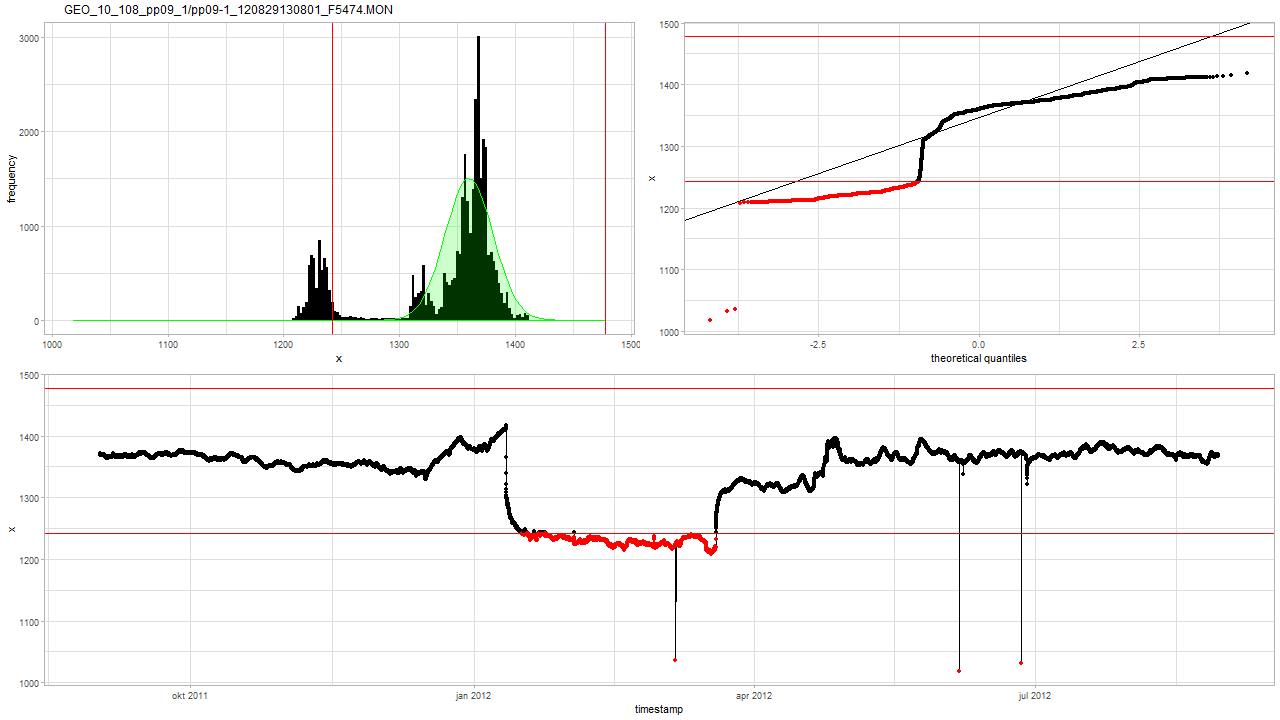 GEO_10_108_pp09_1/pp09-1_120829130801_F5474.MON
3000
2000
1000
0
frequency
1000
1100
1200
1300
1400
1500
x
1500
1400
1300
1200
1100
1000
x
-2.5
0.0
2.5
theoretical quantiles
1500
1400
1300
1200
1100
1000
x
okt 2011
jan 2012
apr 2012
jul 2012
timestamp